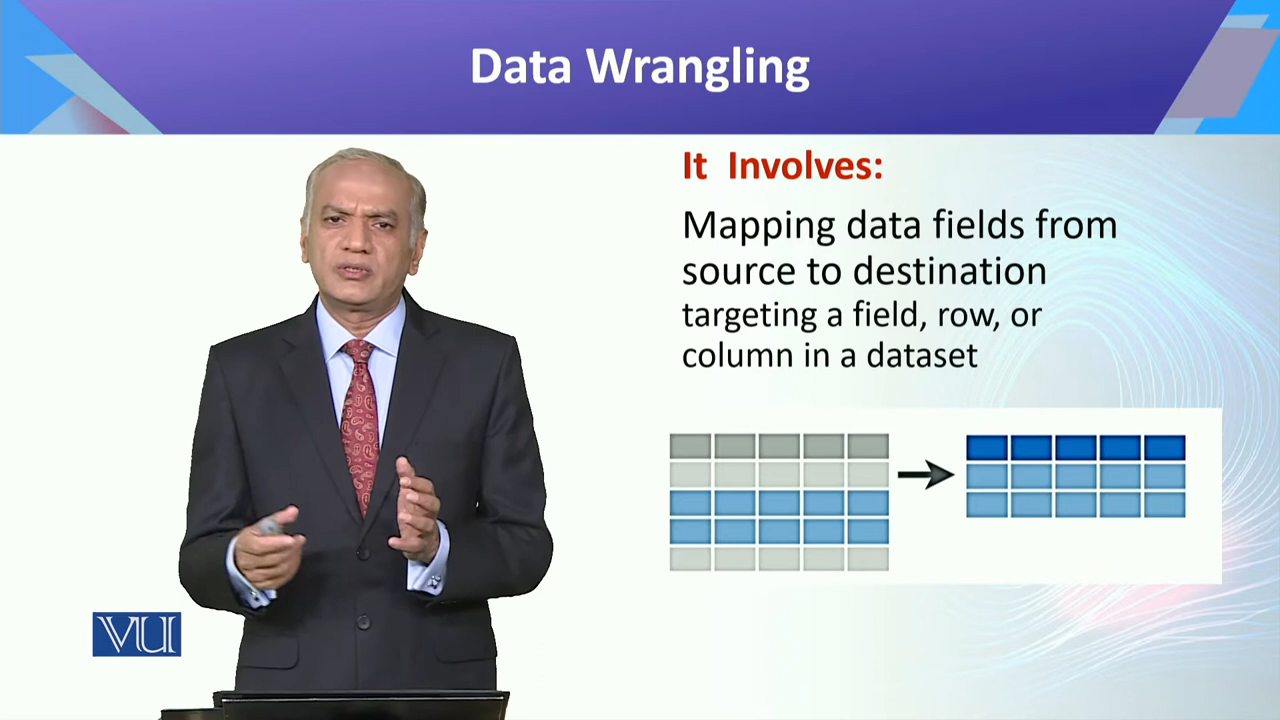 Data Wrangling
It Involves:
Mapping data fields from
source to destination
targeting a field, row, or
column in a dataset
VU